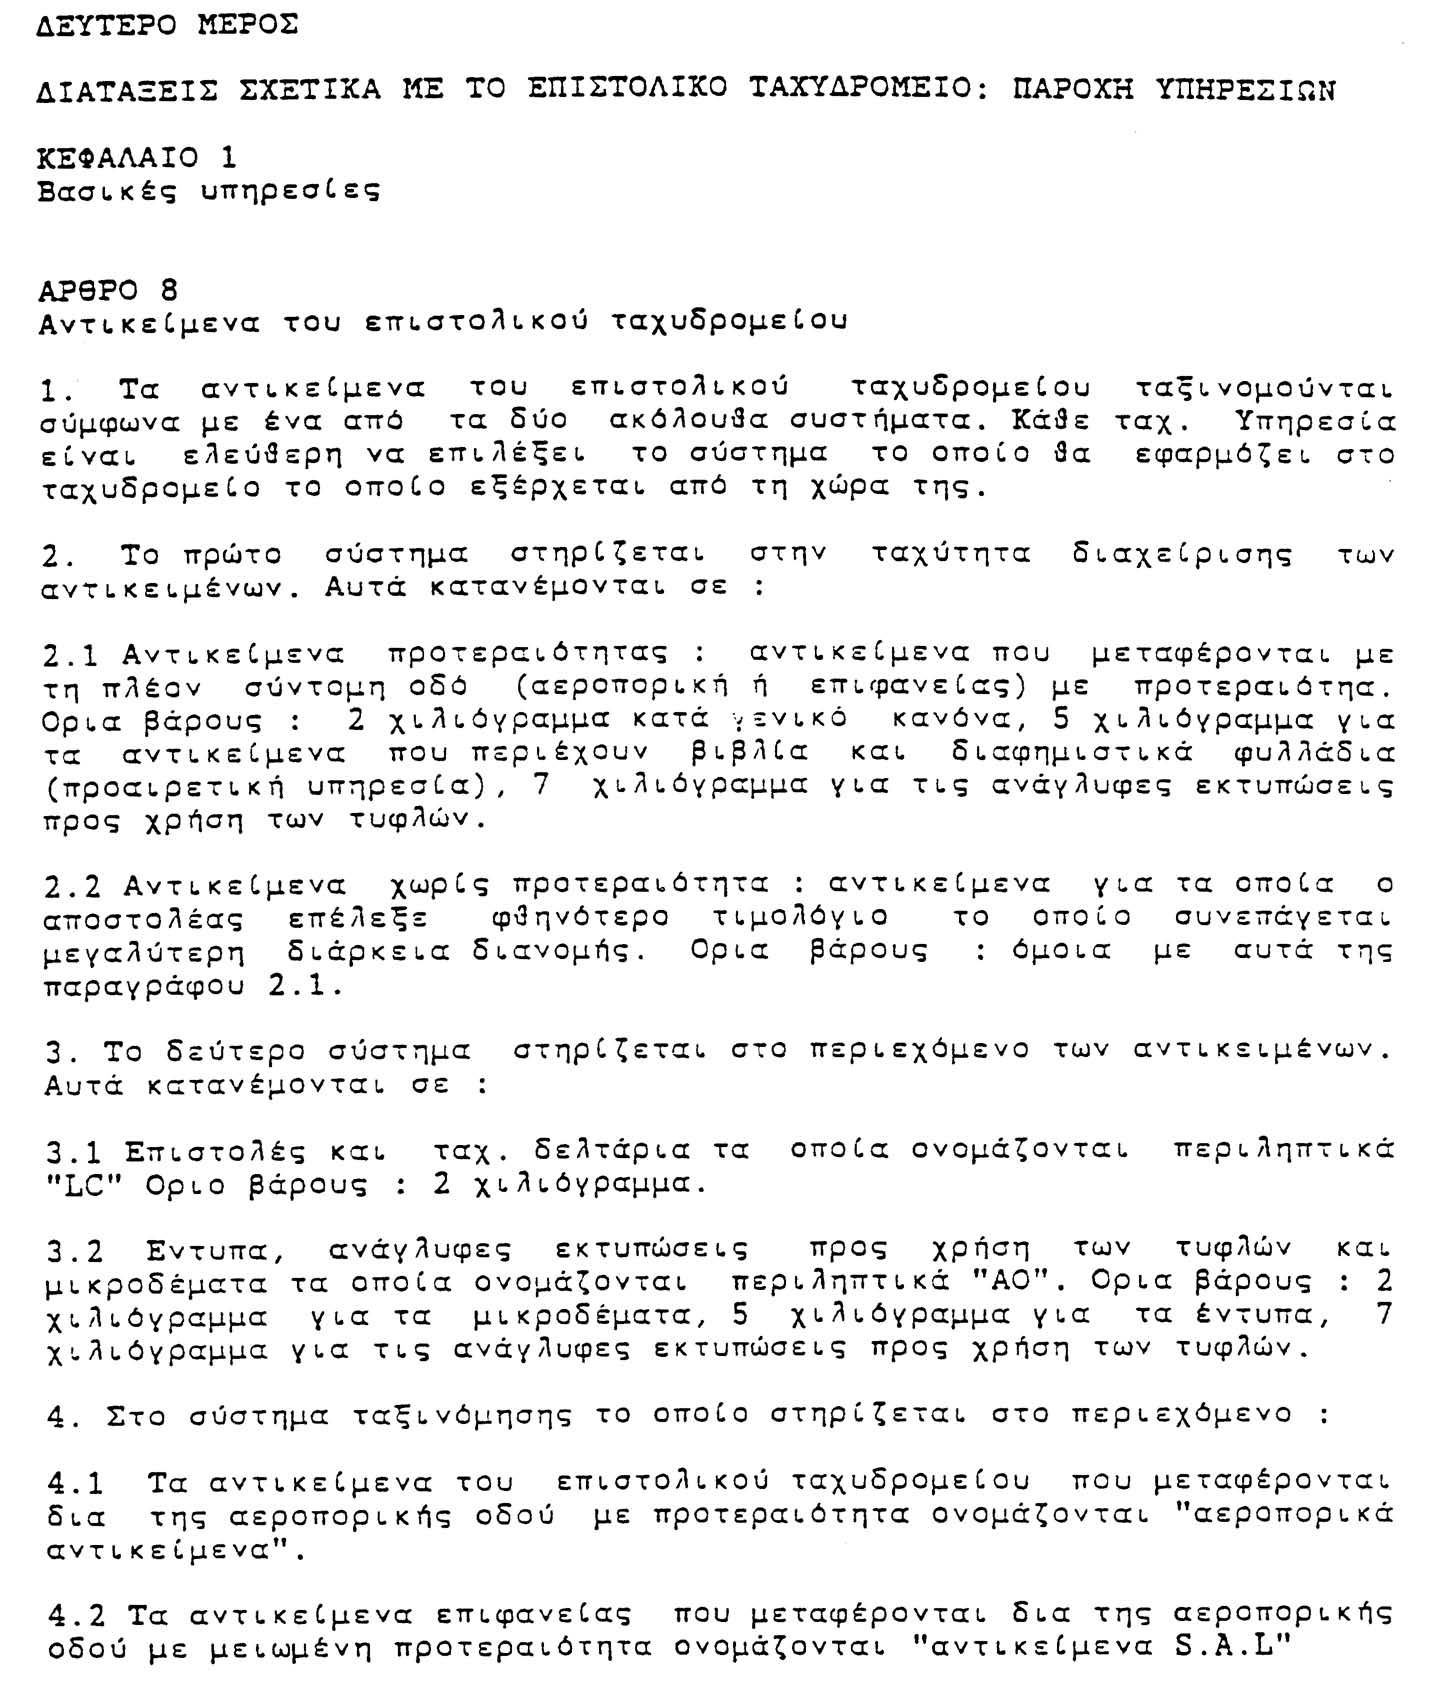 ΔΕΥΤΕΡΟ ΜΕΡΟΣ
ΔΙΑΤΑΞΕΙΣ ΣΧΕΤΙΚΑ ΜΕ ΤΟ ΕΠΙΣΤΟΛΙΚΟ ΤΑΧΥΔΡΟΜΕΙΟ: ΠΑΡΟΧΗ ΥΠΗΡΕΣΙΩΝ
ΚΕΦΑΛΑΙΟ 1
Βασικές υπηρεσίες
ΑΡΘΡΟ 8
Αντικείμενα του επιστολικού ταχυδρομείου
1. Τα αντικείμενα του επιστολικού ταχυδρομείου ταξινομούνται
σύμφωνα με ένα από τα δύο ακόλουθα συστήματα. Κάθε ταχ. Υπηρεσία
είναι ελεύθερη να επιλέξει το σύστημα το οποίο θα εφαρμόζει στο
ταχυδρομείο το οποίο εξέρχεται από τη χώρα της.
2. Το πρώτο σύστημα στηρίζεται στην ταχύτητα διαχείρισης των
αντικειμένων. Αυτά κατανέμονται σε :
2.1 Αντικείμενα προτεραιότητας : αντικείμενα που μεταφέρονται με
τη πλέον σύντομη οδό (αεροπορική ή επιφανείας) με προτεραιότηα.
Ορια βάρους : 2 χιλιόγραμμα κατά γενικό κανόνα, 5 χιλιόγραμμα για
τα αντικείμενα που περιέχουν βιβλία και διαφημιστικά φυλλάδια
(προαιρετική υπηρεσία), 7 χιλιόγραμμα για τις ανάγλυφες εκτυπώσεις
προς χρήση των τυφλών.
2.2 Αντικείμενα χωρίς προτεραιότητα : αντικείμενα για τα οποία ο
αποστολέας επέλεξε φθηνότερο τιμολόγιο το οποίο συνεπάγεται
μεγαλύτερη διάρκεια διανομής. Ορια βάρους : όμοια με αυτά της
παραγράφου 2.1.
3. Το δεύτερο σύστημα στηρίζεται στο περιεχόμενο των αντικειμένων.
Αυτά κατανέμονται σε :
3.1 Επιστολές και ταχ. δελτάρια τα οποία ονομάζονται περιληπτικά
"LC" Οριο βάρους : 2 χιλιόγραμμα.
3.2 Εντυπα, ανάγλυφες εκτυπώσεις προς χρήση των τυφλών και
μικροδέματα τα οποία ονομάζονται περιληπτικά "AO". Ορια βάρους : 2
χιλιόγραμμα για τα μικροδέματα, 5 χιλιόγραμμα για τα έντυπα, 7
χιλιόγραμμα για τις ανάγλυφες εκτυπώσεις προς χρήση των τυφλών.
4. Στο σύστημα ταξινόμησης το οποίο στηρίζεται στο περιεχόμενο :
4.1 Τα αντικείμενα του επιστολικού ταχυδρομείου που μεταφέρονται
δια της αεροπορικής οδού με προτεραιότητα ονομάζονται "αεροπορικά
αντικείμενα".
4.2 Τα αντικείμενα επιφανείας που μεταφέρονται δια της αεροπορικής
οδού με μειωμένη προτεραιότητα ονομάζονται "αντικείμενα S.A.L"